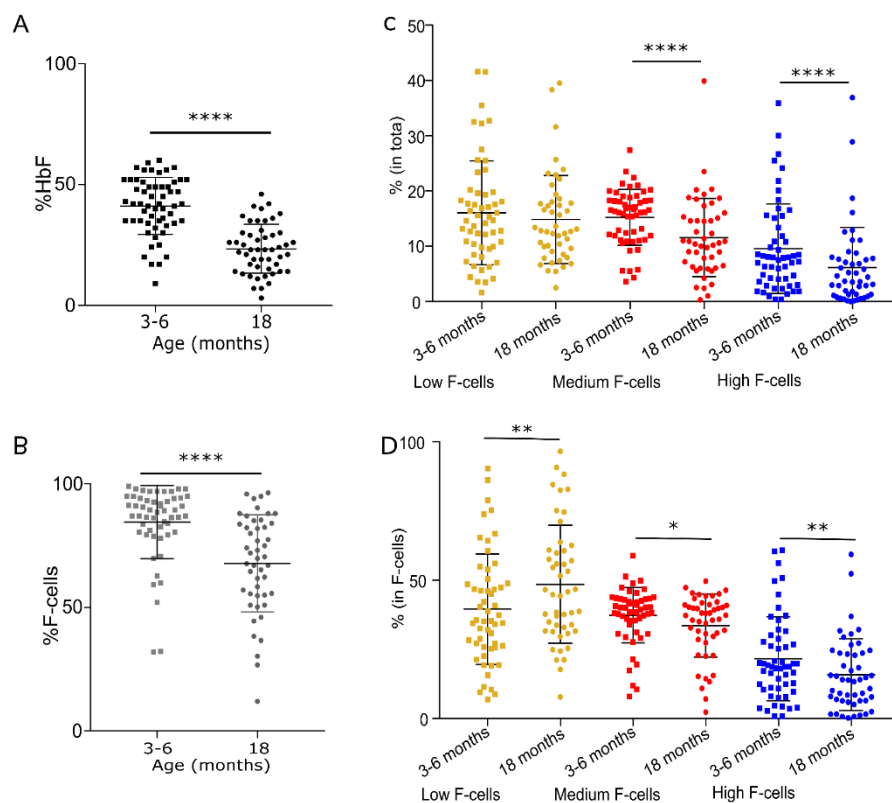 A
100
50
0
%HbF
****
3-6
18
Age (months)
B
100
50
0
%F-cells
****
3-6
18
Age (months)
C
50
40
30
20
10
0
% (in tota)
****
****
3-6 months
18 months
3-6 months
18 months
3-6 months
18 months
Low F-cells
Medium F-cells
High F-cells
D
100
50
0
% (in F-cells)
**
*
**
3-6 months
18 months
3-6 months
18 months
3-6 months
18 months
Low F-cells
Medium F-cells
High F-cells